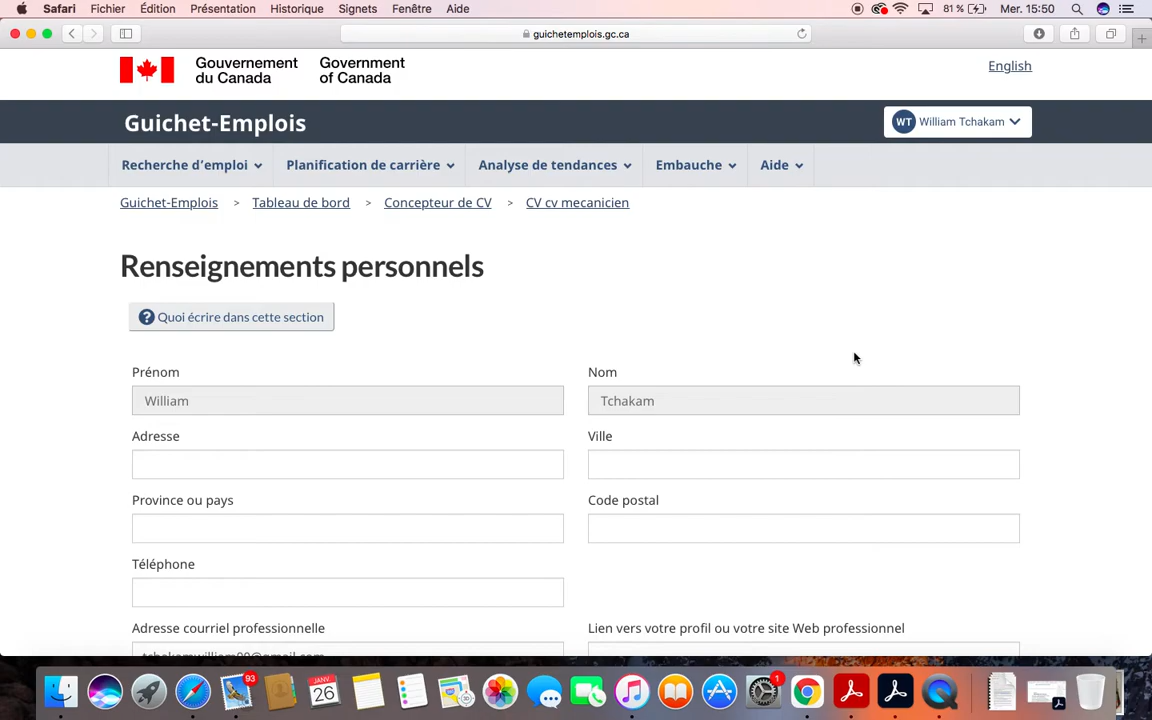 Safari Fichier Édition Présentation Historique Signets Fenêtre Aide 81 % Mer. 15:50
guichetemplois.gc.ca
Gouvernement du Canada
Government of Canada
English
Guichet-Emplois
WT William Tchakam
Recherche d'emploi Planification de carrière Analyse de tendances Embauche Aide
Guichet-Emplois > Tableau de bord > Concepteur de CV > CV cv mecanicien
Renseignements personnels
? Quoi écrire dans cette section
Prénom Nom
William Tchakam
Adresse Ville
Province ou pays Code postal
Téléphone
Adresse courriel professionnelle Lien vers votre profil ou votre site Web professionnel
93
JANV
26
1